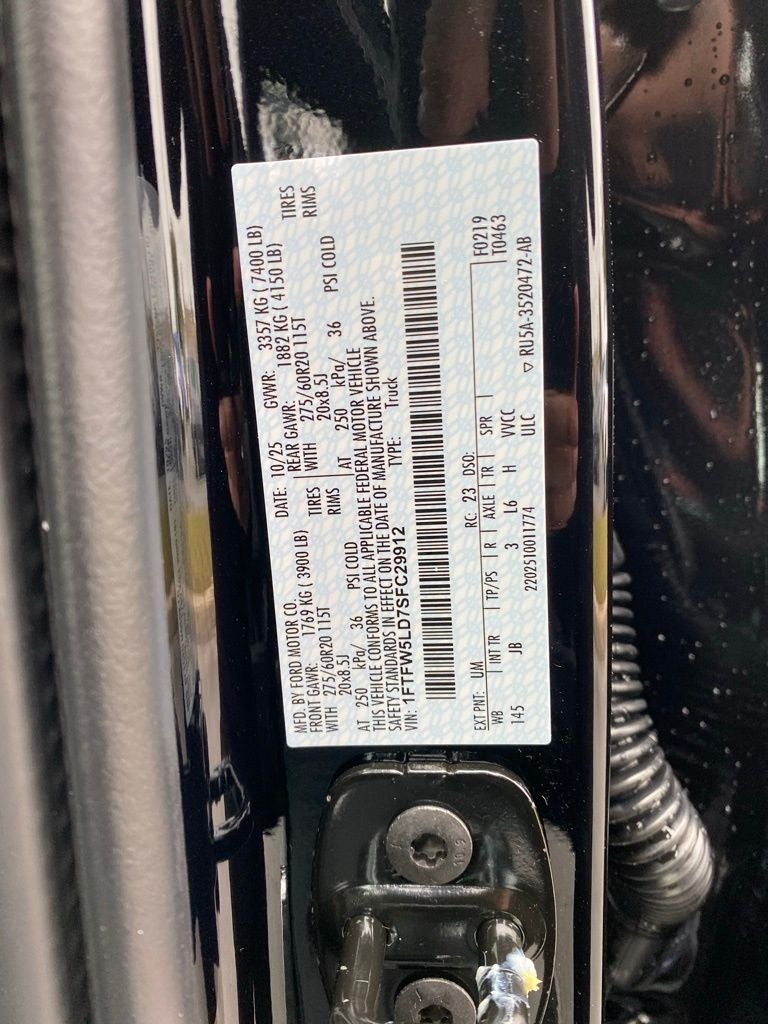 MFD. BY FORD MOTOR CO.
DATE: 10/25 GVWR: 3357 KG ( 7400 LB)
FRONT GAWR: 1769 KG ( 3900 LB)
REAR GAWR: 1882 KG ( 4150 LB)
WITH 275/60R20 115T TIRES
WITH 275/60R20 115T TIRES
20x8.5J RIMS
20x8.5J RIMS
AT 250 kPa/ 36 PSI COLD
AT 250 kPa/ 36 PSI COLD
THIS VEHICLE CONFORMS TO ALL APPLICABLE FEDERAL MOTOR VEHICLE
SAFETY STANDARDS IN EFFECT ON THE DATE OF MANUFACTURE SHOWN ABOVE.
VIN: 1FTFW5LD7SFC29912 TYPE: Truck
EXT PNT: UM RC: 23 DSO: F0219
WB INT TR TP/PS R AXLE TR SPR T0463
145 JB 3 L6 H VVCC
2202510011774 ULC ▽ RU5A-3520472-AB
10.9